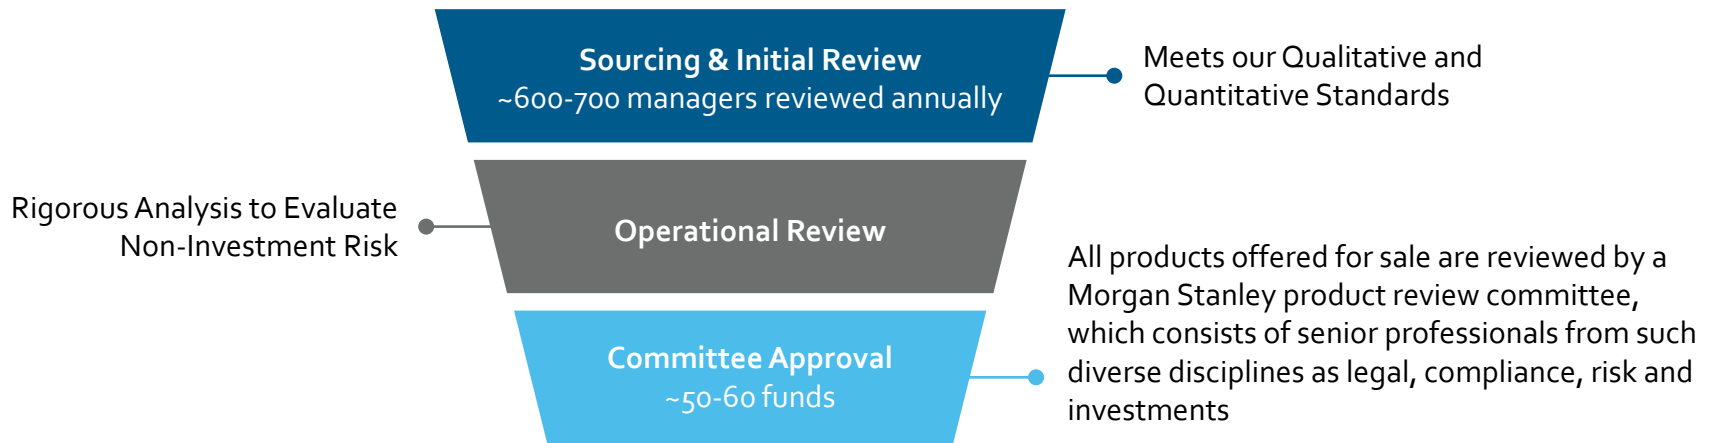 Sourcing & Initial Review
~600-700 managers reviewed annually
Meets our Qualitative and
Quantitative Standards
Rigorous Analysis to Evaluate
Non-Investment Risk
Operational Review
Committee Approval
~50-60 funds
All products offered for sale are reviewed by a
Morgan Stanley product review committee,
which consists of senior professionals from such
diverse disciplines as legal, compliance, risk and
investments